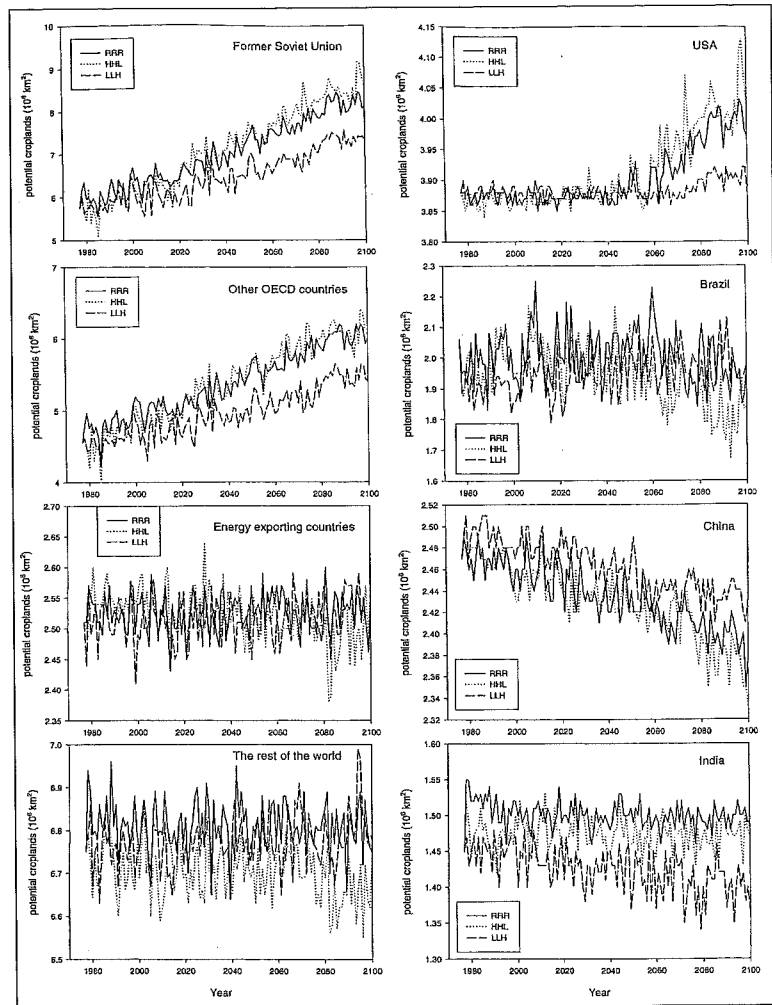 Former Soviet Union
RRR
HHL
LLH
potential croplands (10⁶ km²)
10
9
8
7
6
5
1980 2000 2020 2040 2060 2080 2100
USA
RRR
HHL
LLH
potential croplands (10⁶ km²)
4.15
4.10
4.05
4.00
3.95
3.90
3.85
3.80
1980 2000 2020 2040 2060 2080 2100
Other OECD countries
RRR
HHL
LLH
potential croplands (10⁶ km²)
7
6
5
4
1980 2000 2020 2040 2060 2080 2100
Brazil
potential croplands (10⁶ km²)
2.3
2.2
2.1
2.0
1.9
1.8
1.7
1.6
RRR
HHL
LLH
1980 2000 2020 2040 2060 2080 2100
Energy exporting countries
RRR
HHL
LLH
potential croplands (10⁶ km²)
2.70
2.65
2.60
2.55
2.50
2.45
2.40
2.35
1980 2000 2020 2040 2060 2080 2100
China
potential croplands (10⁶ km²)
2.52
2.50
2.48
2.46
2.44
2.42
2.40
2.38
2.36
2.34
2.32
RRR
HHL
LLH
1980 2000 2020 2040 2060 2080 2100
The rest of the world
potential croplands (10⁶ km²)
7.0
6.9
6.8
6.7
6.6
6.5
1980 2000 2020 2040 2060 2080 2100
Year
India
potential croplands (10⁶ km²)
1.60
1.55
1.50
1.45
1.40
1.35
1.30
RRR
HHL
LLH
1980 2000 2020 2040 2060 2080 2100
Year